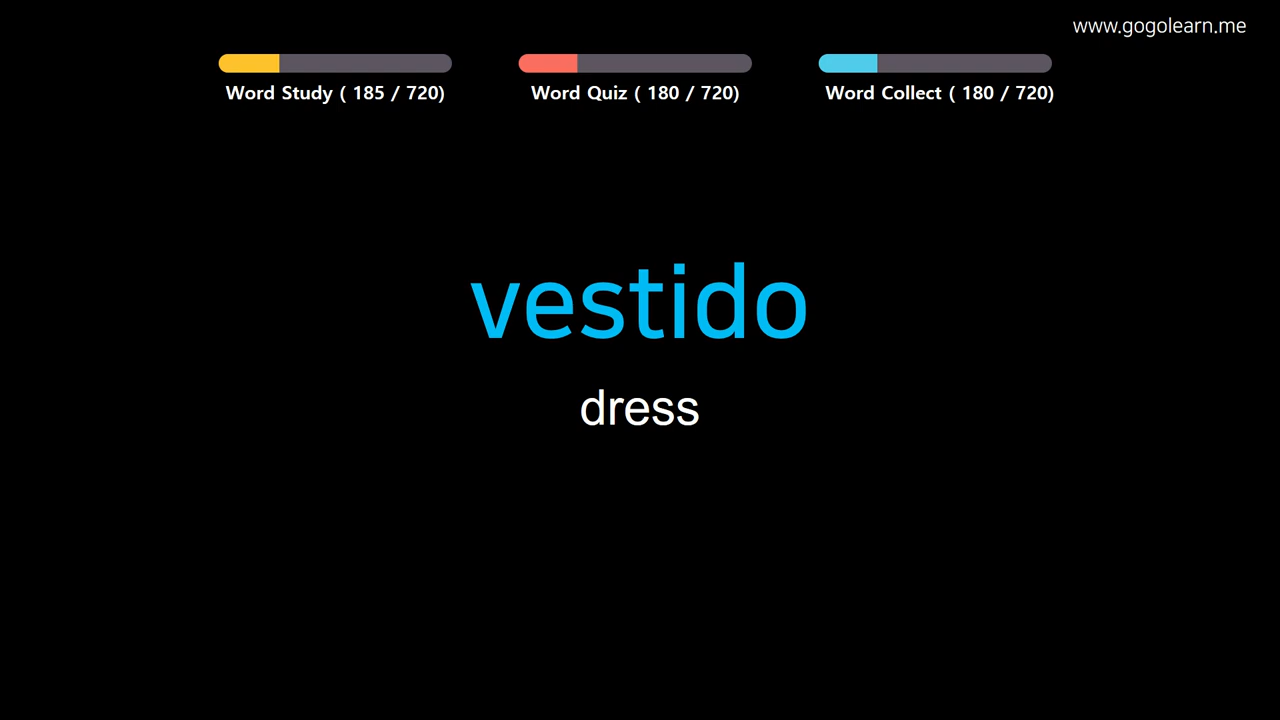 www.gogolearn.me
Word Study ( 185 / 720)
Word Quiz ( 180 / 720)
Word Collect ( 180 / 720)
vestido
dress